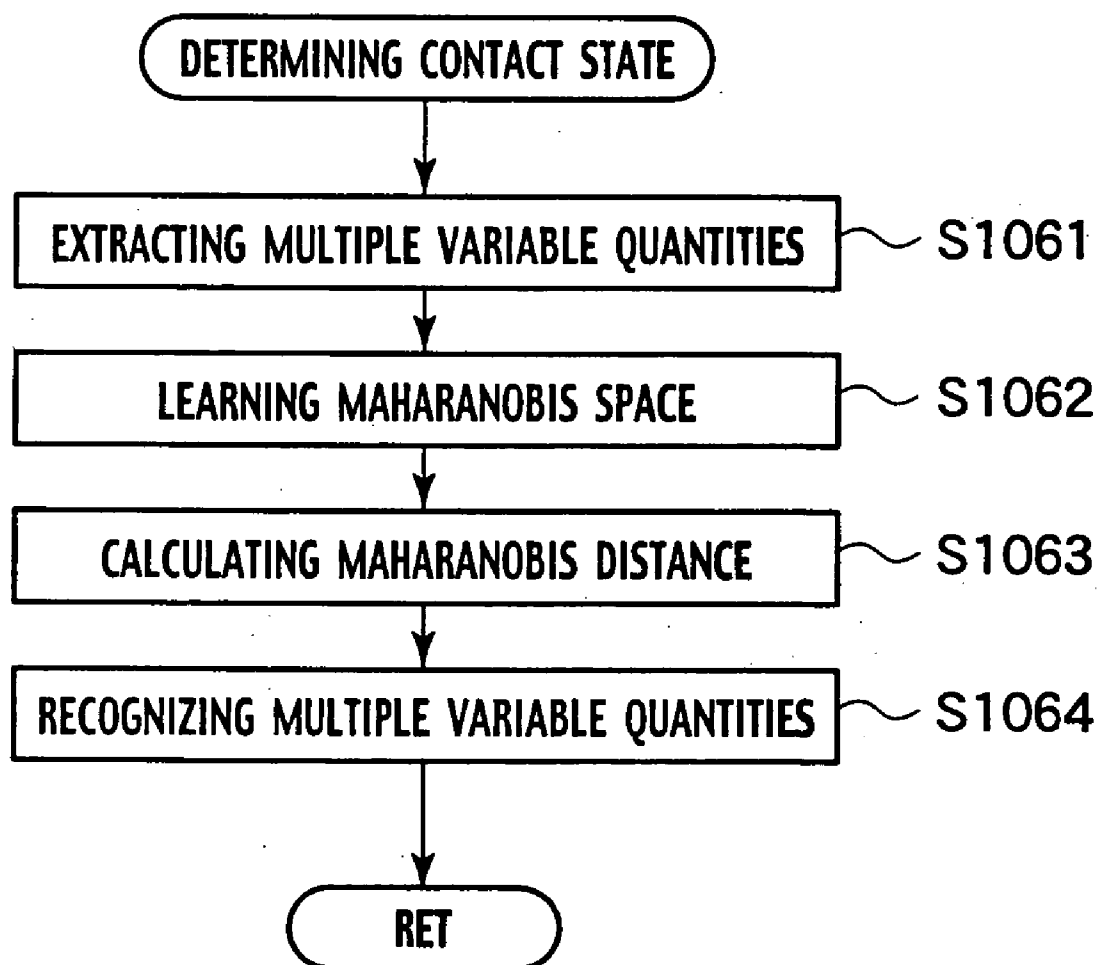 DETERMINING CONTACT STATE
EXTRACTING MULTIPLE VARIABLE QUANTITIES
S1061
LEARNING MAHARANOBIS SPACE
S1062
CALCULATING MAHARANOBIS DISTANCE
S1063
RECOGNIZING MULTIPLE VARIABLE QUANTITIES
S1064
RET